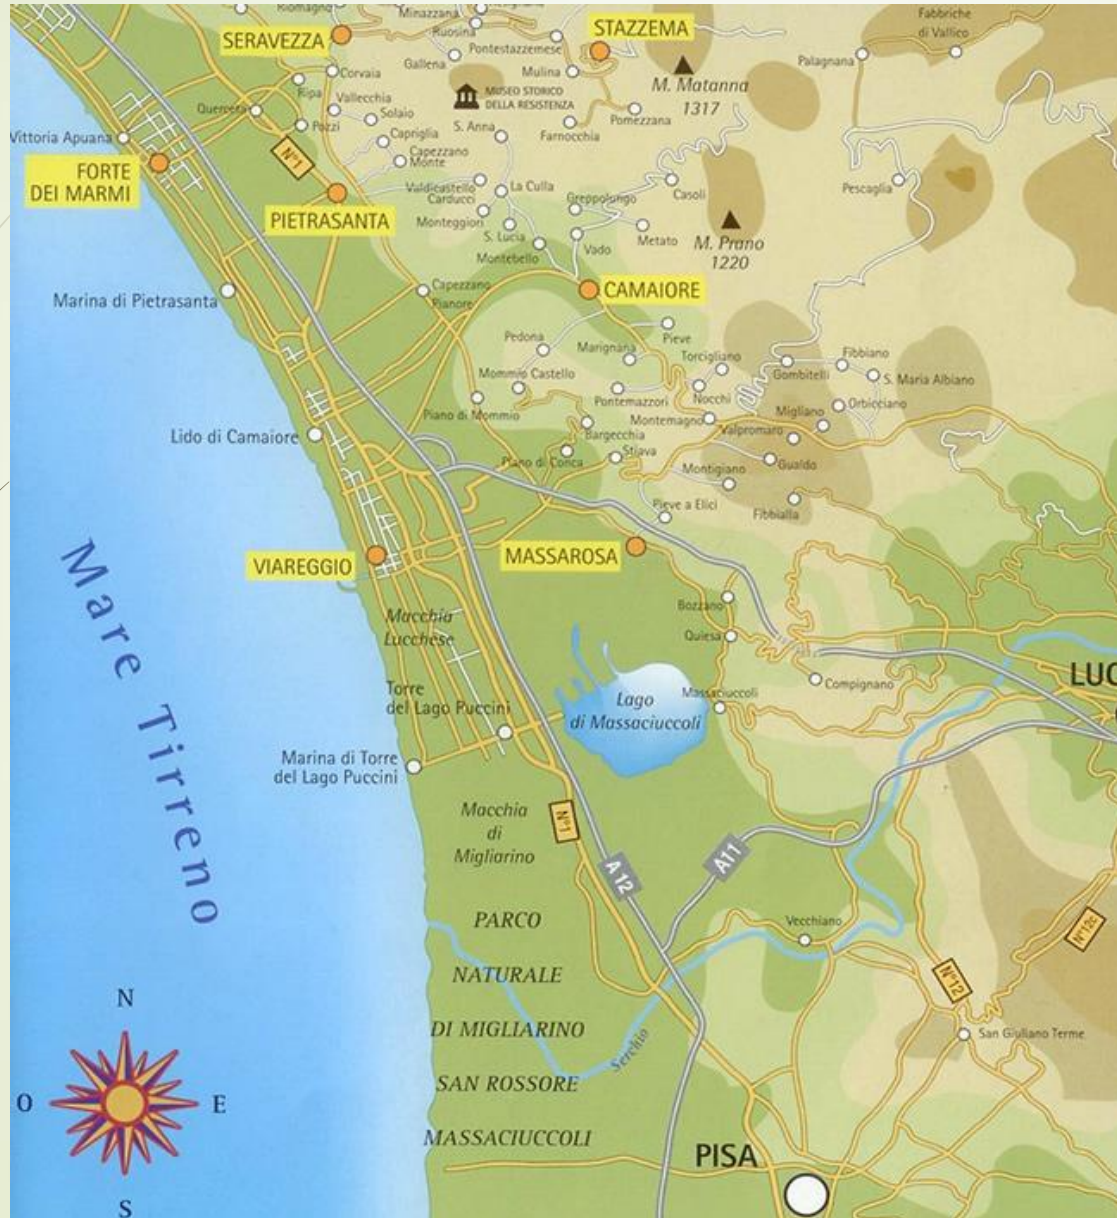 Riomagno
Minazzana
Ruosina
SERAVEZZA
Pontestazzemese
STAZZEMA
Fabbriche
di Vallico
Palagnana
Gallena
Mulina
Corvaia
M. Matanna
1317
MUSEO STORICO
DELLA RESISTENZA
Ripa
Vallecchia
Querceta
Solaio
Pozzi
Pomezzana
Farnocchia
S. Anna
Capriglia
Vittoria Apuana
Capezzano
Monte
N°1
FORTE
DEI MARMI
Valdicastello
Carducci
La Culla
Casoli
Pescaglia
Greppolungo
PIETRASANTA
Monteggiori
S. Lucia
Metato
M. Prano
1220
Vado
Montebello
Marina di Pietrasanta
Capezzano
Pianore
CAMAIORE
Pedona
Pieve
Marignana
Torcigliano
Fibbiano
Gombitelli
Mommio Castello
S. Maria Albiano
Pontemazzori
Nocchi
Orbicciano
Piano di Mommio
Migliano
Montemagno
Valpromaro
Lido di Camaiore
Bargecchia
Stiava
Piano di Conca
Gualdo
Montigiano
Pieve a Elici
Fibbialla
Mare Tirreno
VIAREGGIO
MASSAROSA
Bozzano
Macchia
Lucchese
Quiesa
LUC
Compignano
Torre
del Lago Puccini
Lago
di Massaciuccoli
Massaciuccoli
Marina di Torre
del Lago Puccini
Macchia
di
Migliarino
N°1
A 12
A11
PARCO
NATURALE
DI MIGLIARINO
SAN ROSSORE
MASSACIUCCOLI
Vecchiano
N°12c
N°12
Serchio
San Giuliano Terme
PISA
N
O
E
S